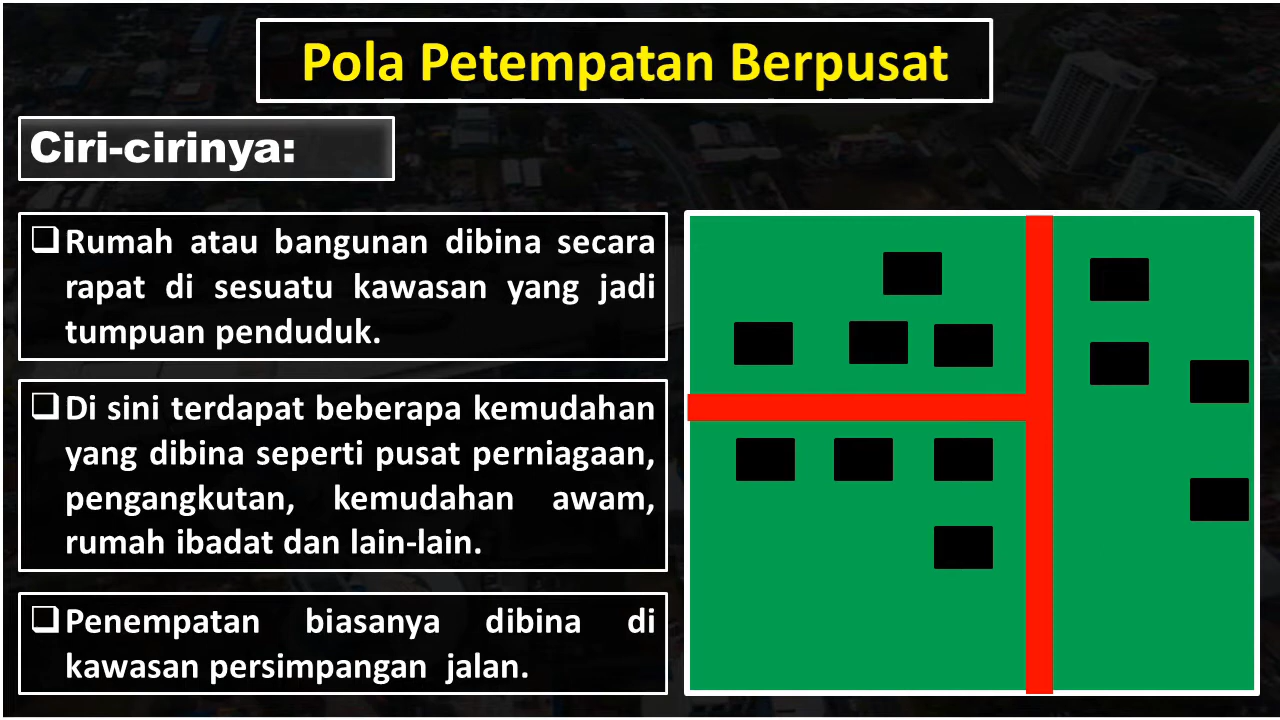 Pola Petempatan Berpusat
Ciri-cirinya:
❑Rumah atau bangunan dibina secara
rapat di sesuatu kawasan yang jadi
tumpuan penduduk.
❑Di sini terdapat beberapa kemudahan
yang dibina seperti pusat perniagaan,
pengangkutan, kemudahan awam,
rumah ibadat dan lain-lain.
❑Penempatan biasanya dibina di
kawasan persimpangan jalan.